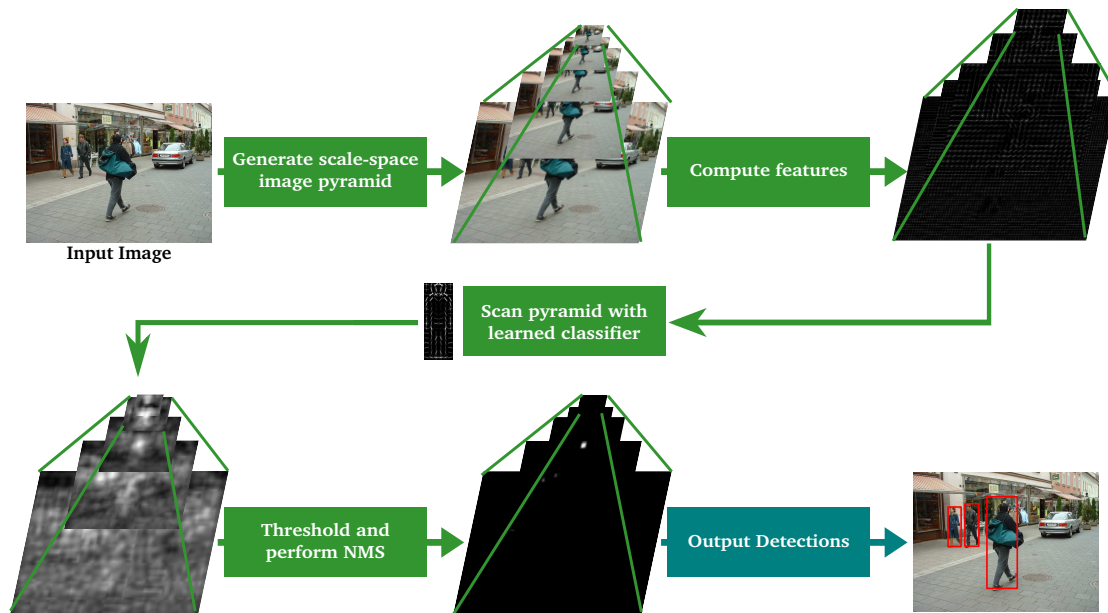 Generate scale-space
image pyramid
Compute features
Input Image
Scan pyramid with
learned classifier
Threshold and
perform NMS
Output Detections